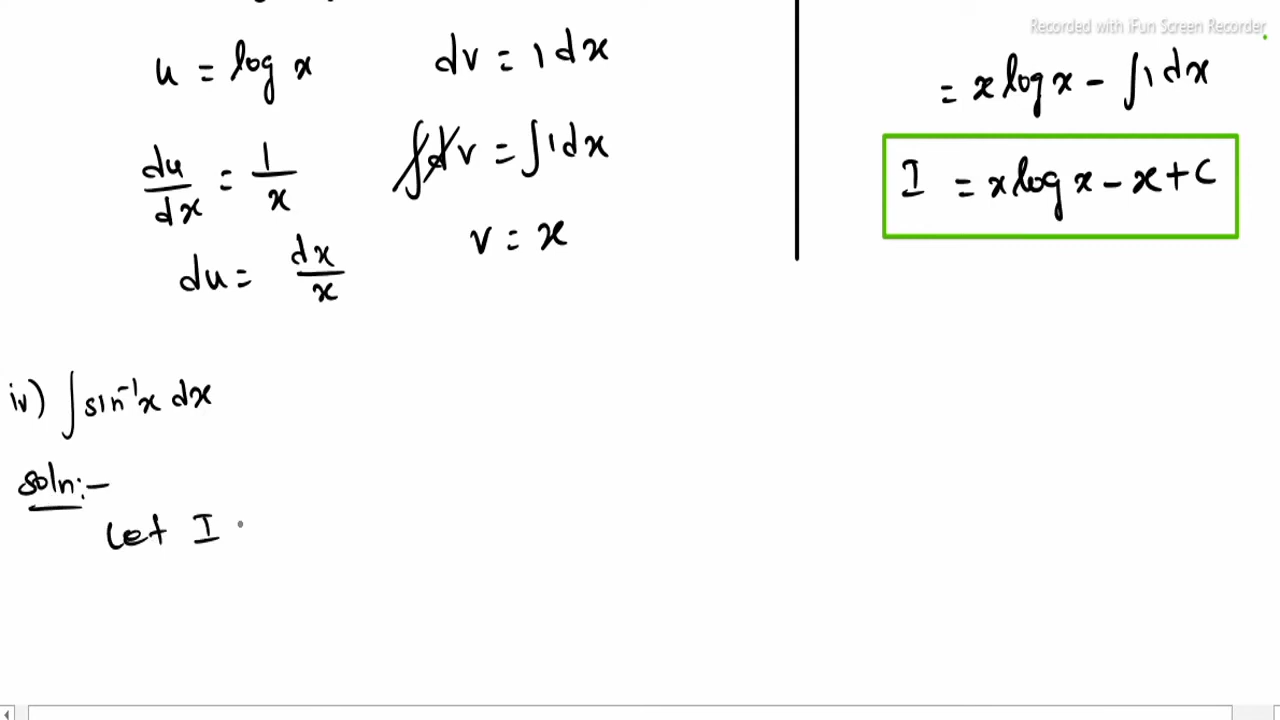 u = log x
dv = 1 dx
du/dx = 1/x
∫dv = ∫1 dx
du = dx/x
v = x
Recorded with iFun Screen Recorder
= x log x - ∫1 dx
I = x log x - x + c
iv) ∫sin⁻¹x dx
Soln:-
Let I